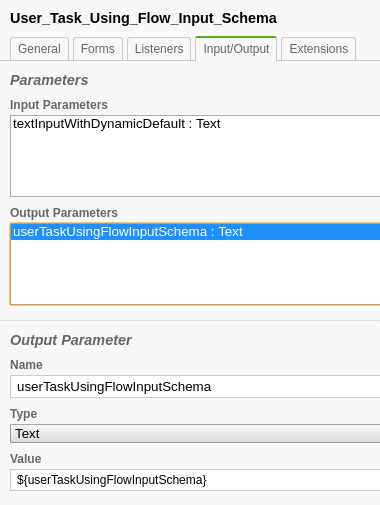 User_Task_Using_Flow_Input_Schema
General Forms Listeners Input/Output Extensions
Parameters
Input Parameters
textInputWithDynamicDefault : Text
Output Parameters
userTaskUsingFlowInputSchema : Text
Output Parameter
Name
userTaskUsingFlowInputSchema
Type
Text
Value
${userTaskUsingFlowInputSchema}